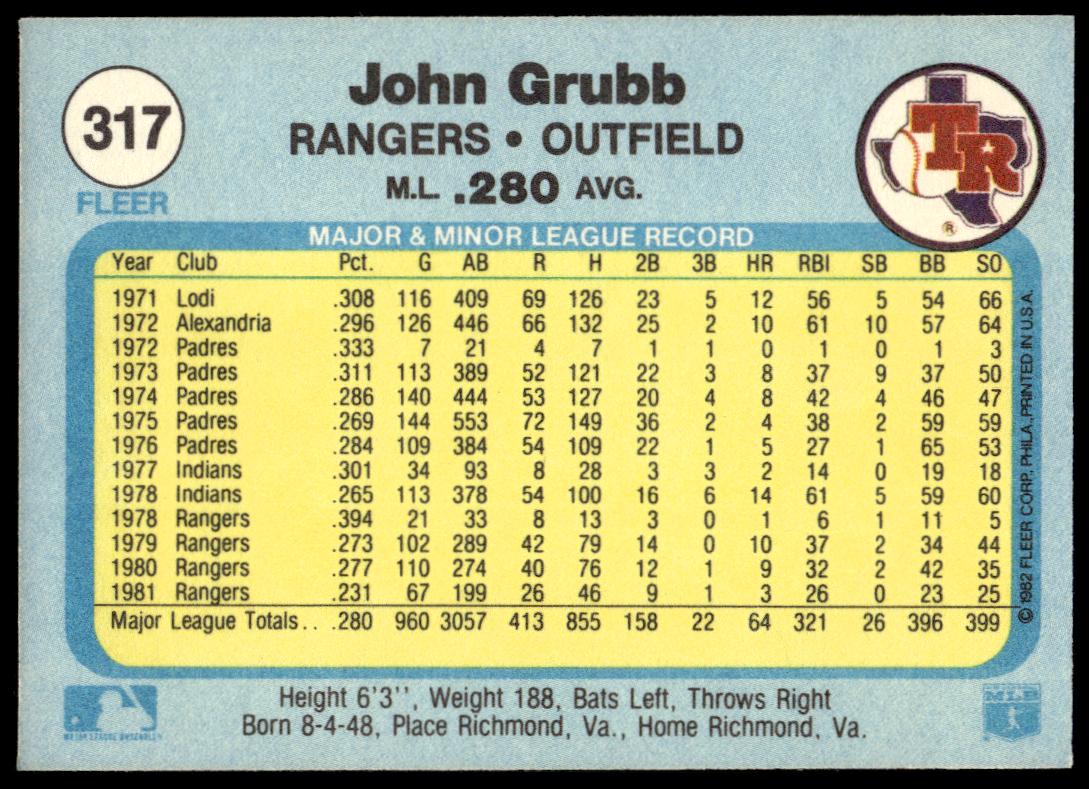 317
FLEER
John Grubb
RANGERS • OUTFIELD
M.L. .280 AVG.
TR
®
MAJOR & MINOR LEAGUE RECORD
Year Club Pct. G AB R H 2B 3B HR RBI SB BB SO
1971 Lodi .308 116 409 69 126 23 5 12 56 5 54 66
1972 Alexandria .296 126 446 66 132 25 2 10 61 10 57 64
1972 Padres .333 7 21 4 7 1 1 0 1 0 1 3
1973 Padres .311 113 389 52 121 22 3 8 37 9 37 50
1974 Padres .286 140 444 53 127 20 4 8 42 4 46 47
1975 Padres .269 144 553 72 149 36 2 4 38 2 59 59
1976 Padres .284 109 384 54 109 22 1 5 27 1 65 53
1977 Indians .301 34 93 8 28 3 3 2 14 0 19 18
1978 Indians .265 113 378 54 100 16 6 14 61 5 59 60
1978 Rangers .394 21 33 8 13 3 0 1 6 1 11 5
1979 Rangers .273 102 289 42 79 14 0 10 37 2 34 44
1980 Rangers .277 110 274 40 76 12 1 9 32 2 42 35
1981 Rangers .231 67 199 26 46 9 1 3 26 0 23 25
Major League Totals . . .280 960 3057 413 855 158 22 64 321 26 396 399
©1982 FLEER CORP., PHILA., PRINTED IN U.S.A.
Height 6'3'', Weight 188, Bats Left, Throws Right
Born 8-4-48, Place Richmond, Va., Home Richmond, Va.
MAJOR LEAGUE BASEBALL
MLB